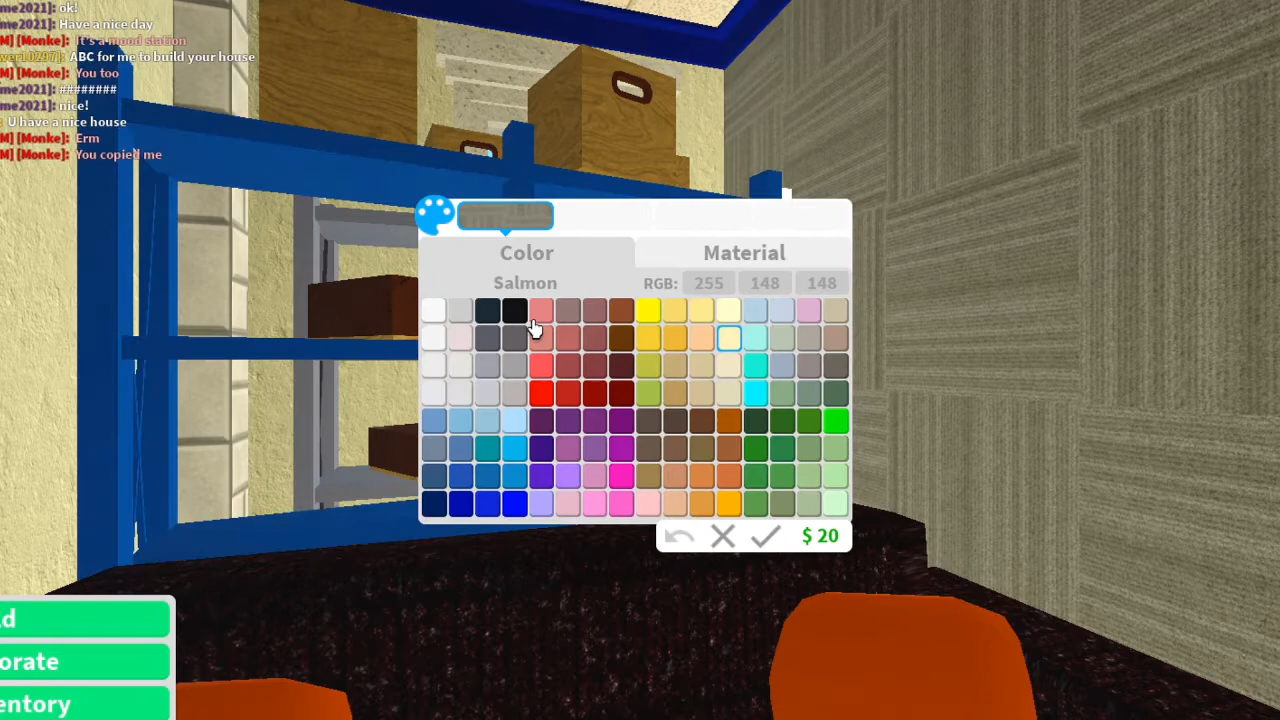 me2021]: ok!
me2021]: Have a nice day
M] [Monke]: It's a mood station
wer10297]: ABC for me to build your house
M] [Monke]: You too
me2021]: ########
me2021]: nice!
: U have a nice house
M] [Monke]: Erm
M] [Monke]: You copied me
Color
Material
Salmon
RGB: 255 148 148
$ 20
ld
orate
entory